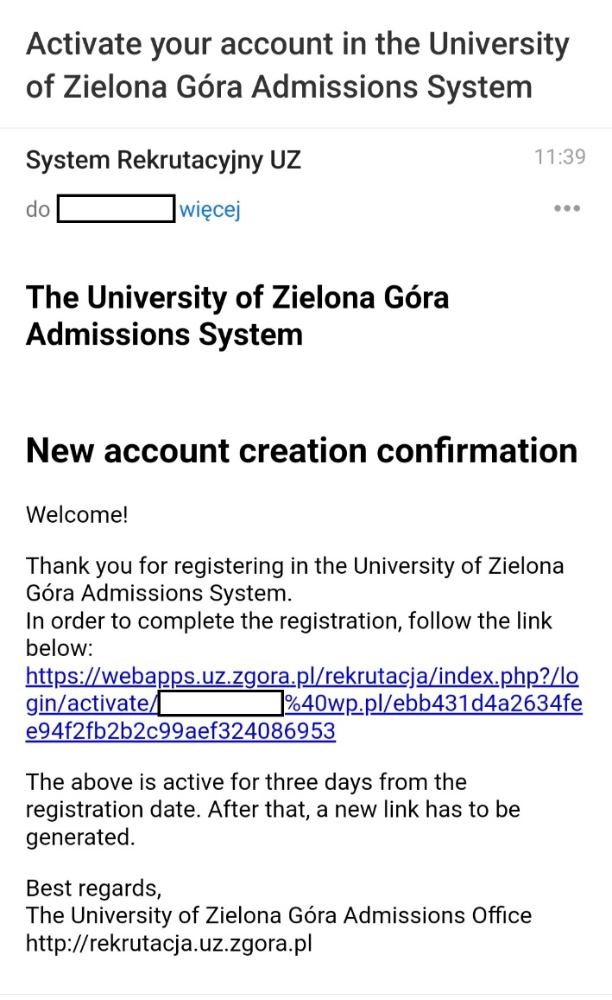 Activate your account in the University
of Zielona Góra Admissions System
System Rekrutacyjny UZ
11:39
do więcej
The University of Zielona Góra
Admissions System
New account creation confirmation
Welcome!
Thank you for registering in the University of Zielona
Góra Admissions System.
In order to complete the registration, follow the link
below:
https://webapps.uz.zgora.pl/rekrutacja/index.php?/lo
gin/activate/%40wp.pl/ebb431d4a2634fe
e94f2fb2b2c99aef324086953
The above is active for three days from the
registration date. After that, a new link has to be
generated.
Best regards,
The University of Zielona Góra Admissions Office
http://rekrutacja.uz.zgora.pl